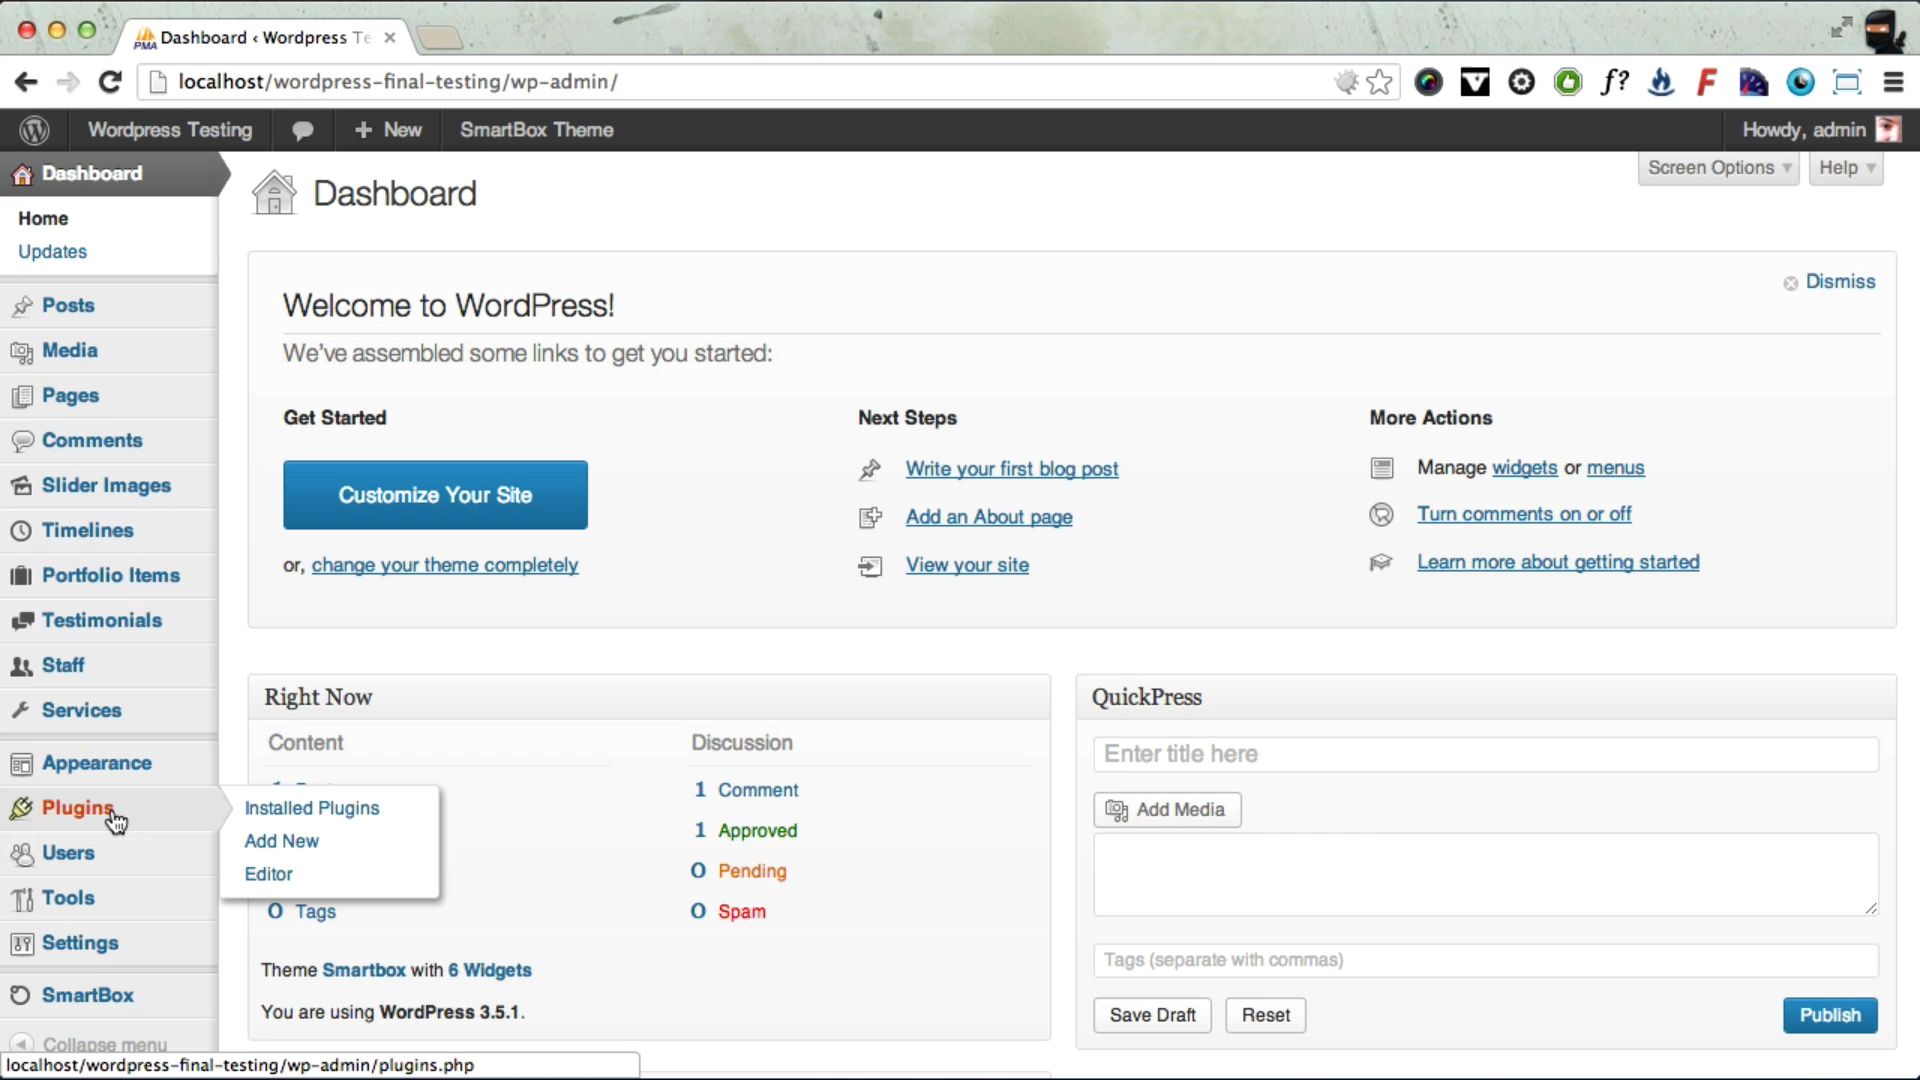 PMA Dashboard ‹ Wordpress Te
localhost/wordpress-final-testing/wp-admin/
f?
F
Wordpress Testing
New
SmartBox Theme
Howdy, admin
Dashboard
Home
Updates
Posts
Media
Pages
Comments
Slider Images
Timelines
Portfolio Items
Testimonials
Staff
Services
Appearance
Plugins
Users
Tools
Settings
SmartBox
Collapse menu
Installed Plugins
Add New
Editor
Dashboard
Screen Options
Help
Dismiss
Welcome to WordPress!
We've assembled some links to get you started:
Get Started
Customize Your Site
or, change your theme completely
Next Steps
Write your first blog post
Add an About page
View your site
More Actions
Manage widgets or menus
Turn comments on or off
Learn more about getting started
Right Now
Content
0 Tags
Discussion
1 Comment
1 Approved
0 Pending
0 Spam
Theme Smartbox with 6 Widgets
You are using WordPress 3.5.1.
QuickPress
Enter title here
Add Media
Tags (separate with commas)
Save Draft
Reset
Publish
localhost/wordpress-final-testing/wp-admin/plugins.php